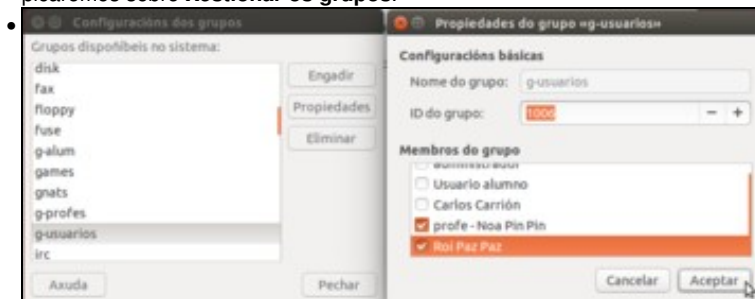 picaremos sobre Xestionar os grupos.
Configuracións dos grupos
Grupos dispoñibeis no sistema:
disk
fax
floppy
fuse
g-alum
games
gnats
g-profes
g-usuarios
irc
Engadir
Propiedades
Eliminar
Axuda
Pechar
Propiedades do grupo «g-usuarios»
Configuracións básicas
Nome do grupo: g-usuarios
ID do grupo: 1006 − +
Membros do grupo
administrador
Usuario alumno
Carlos Carrión
profe - Noa Pin Pin
Roi Paz Paz
Cancelar Aceptar